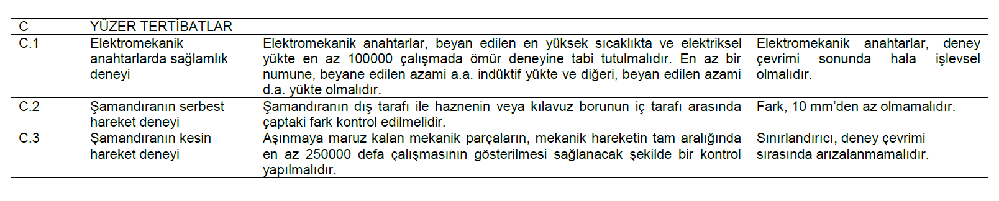 C
YÜZER TERTİBATLAR
C.1
Elektromekanik
anahtarlarda sağlamlık
deneyi
Elektromekanik anahtarlar, beyan edilen en yüksek sıcaklıkta ve elektriksel
yükte en az 100000 çalışmada ömür deneyine tabi tutulmalıdır. En az bir
numune, beyane edilen azami a.a. indüktif yükte ve diğeri, beyan edilen azami
d.a. yükte olmalıdır.
Elektromekanik anahtarlar, deney
çevrimi sonunda hala işlevsel
olmalıdır.
C.2
Şamandıranın serbest
hareket deneyi
Şamandıranın dış tarafı ile haznenin veya kılavuz borunun iç tarafı arasında
çaptaki fark kontrol edilmelidir.
Fark, 10 mm’den az olmamalıdır.
C.3
Şamandıranın kesin
hareket deneyi
Aşınmaya maruz kalan mekanik parçaların, mekanik hareketin tam aralığında
en az 250000 defa çalışmasının gösterilmesi sağlanacak şekilde bir kontrol
yapılmalıdır.
Sınırlandırıcı, deney çevrimi
sırasında arızalanmamalıdır.